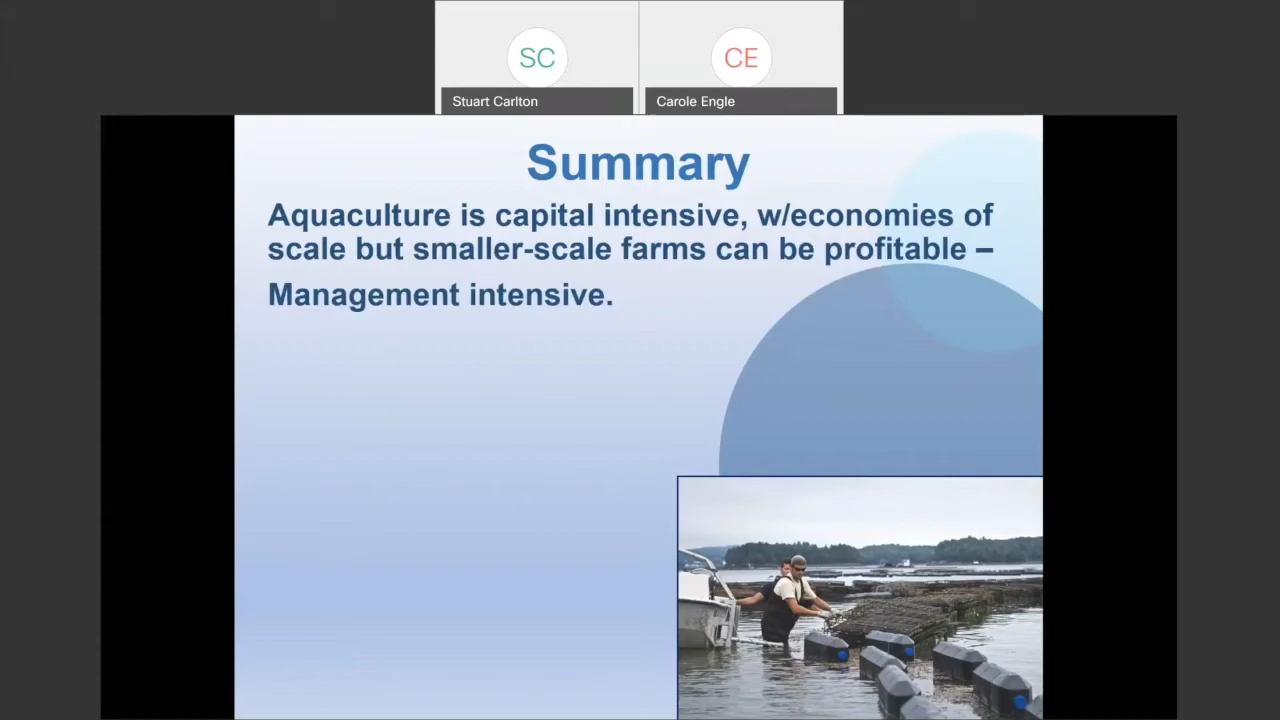 SC
CE
Stuart Carlton
Carole Engle
Summary
Aquaculture is capital intensive, w/economies of
scale but smaller-scale farms can be profitable –
Management intensive.